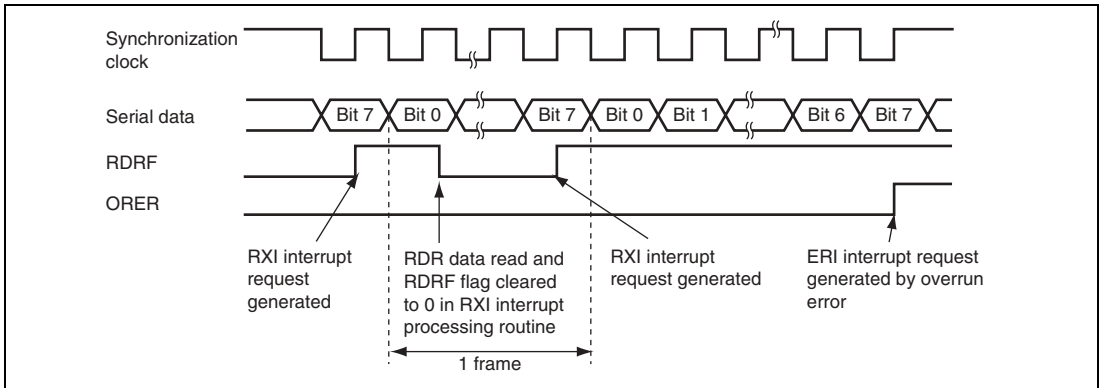 Synchronization
clock
Serial data
Bit 7
Bit 0
Bit 7
Bit 0
Bit 1
Bit 6
Bit 7
RDRF
ORER
RXI interrupt
request
generated
RDR data read and
RDRF flag cleared
to 0 in RXI interrupt
processing routine
RXI interrupt
request generated
ERI interrupt request
generated by overrun
error
1 frame